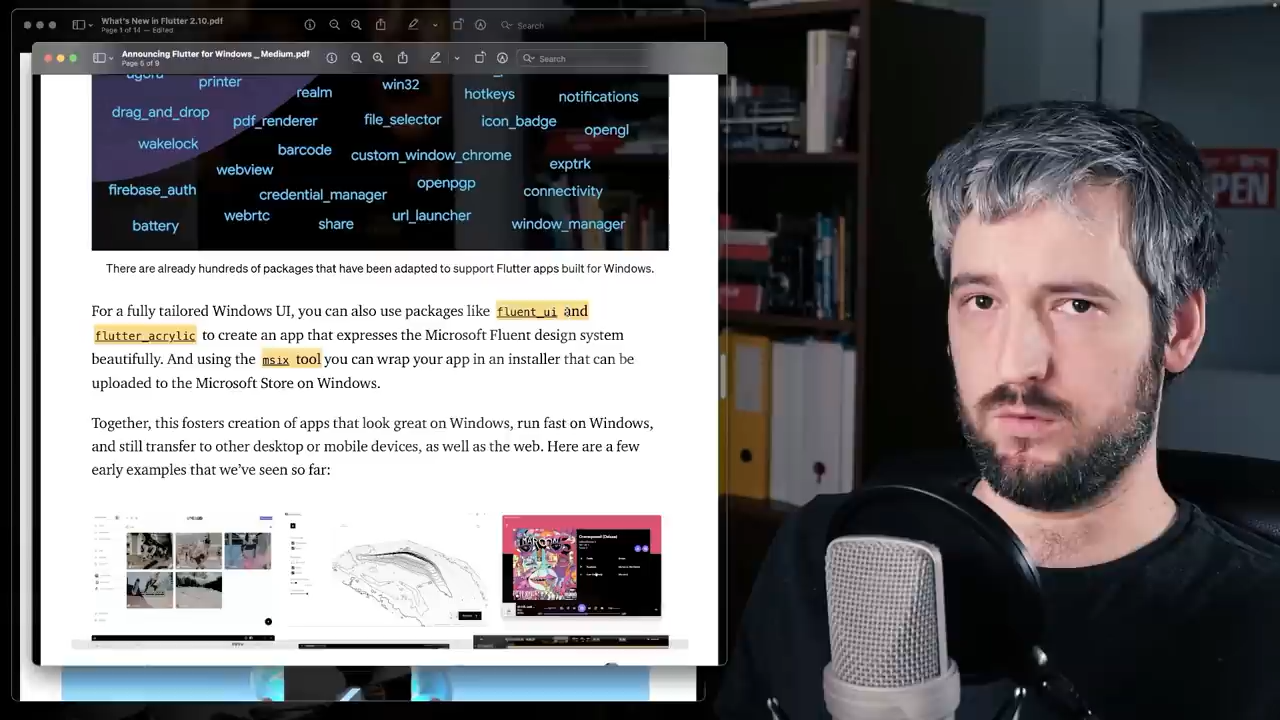 What's New in Flutter 2.10.pdf
Page 1 of 14 — Edited
Search
Announcing Flutter for Windows _ Medium.pdf
Page 5 of 9
Search
agora
printer
realm
win32
hotkeys
notifications
drag_and_drop
pdf_renderer
file_selector
icon_badge
opengl
wakelock
barcode
custom_window_chrome
exptrk
webview
firebase_auth
credential_manager
openpgp
connectivity
battery
webrtc
share
url_launcher
window_manager
There are already hundreds of packages that have been adapted to support Flutter apps built for Windows.
For a fully tailored Windows UI, you can also use packages like fluent_ui and
flutter_acrylic to create an app that expresses the Microsoft Fluent design system
beautifully. And using the msix tool you can wrap your app in an installer that can be
uploaded to the Microsoft Store on Windows.
Together, this fosters creation of apps that look great on Windows, run fast on Windows,
and still transfer to other desktop or mobile devices, as well as the web. Here are a few
early examples that we've seen so far:
OPEN